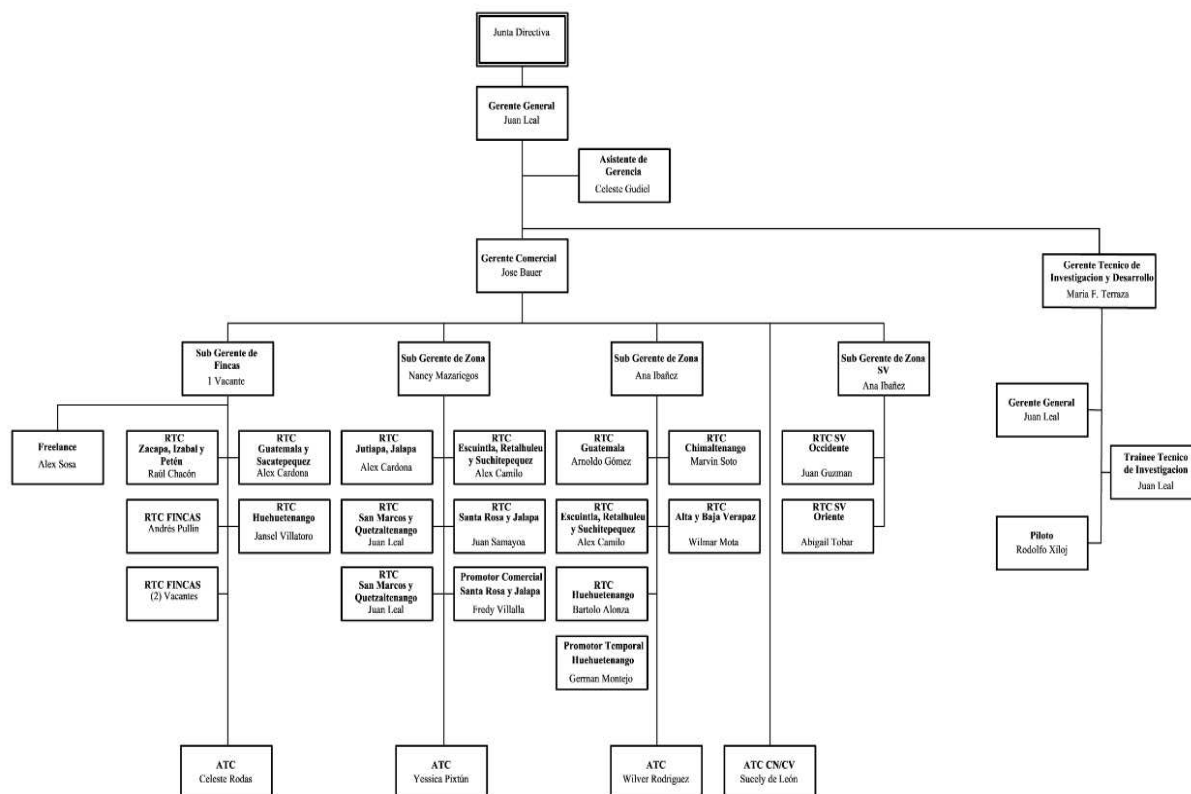 Junta Directiva
Gerente General
Juan Leal
Asistente de
Gerencia
Celeste Gudiel
Gerente Comercial
Jose Bauer
Gerente Tecnico de
Investigacion y Desarrollo
Maria F. Terraza
Sub Gerente de
Fincas
1 Vacante
Sub Gerente de Zona
Nancy Mazariegos
Sub Gerente de Zona
Ana Ibañez
Sub Gerente de Zona
SV
Ana Ibañez
Gerente General
Juan Leal
Trainee Tecnico
de Investigacion
Juan Leal
Piloto
Rodolfo Xiloj
Freelance
Alex Sosa
RTC
Zacapa, Izabal y
Petén
Raúl Chacón
RTC
Guatemala y
Sacatepequez
Alex Cardona
RTC
Jutiapa, Jalapa
Alex Cardona
RTC
Escuintla, Retalhuleu
y Suchitepequez
Alex Camilo
RTC
Guatemala
Arnoldo Gómez
RTC
Chimaltenango
Marvin Soto
RTC SV
Occidente
Juan Guzman
RTC FINCAS
Andrés Pullin
RTC
Huehuetenango
Jansel Villatoro
RTC
San Marcos y
Quetzaltenango
Juan Leal
RTC
Santa Rosa y Jalapa
Juan Samayoa
RTC
Escuintla, Retalhuleu
y Suchitepequez
Alex Camilo
RTC
Alta y Baja Verapaz
Wilmar Mota
RTC SV
Oriente
Abigail Tobar
RTC FINCAS
(2) Vacantes
RTC
San Marcos y
Quetzaltenango
Juan Leal
Promotor Comercial
Santa Rosa y Jalapa
Fredy Villalla
RTC
Huehuetenango
Bartolo Alonza
Promotor Temporal
Huehuetenango
German Montejo
ATC
Celeste Rodas
ATC
Yessica Pixtún
ATC
Wilver Rodriguez
ATC CN/CV
Sucely de León